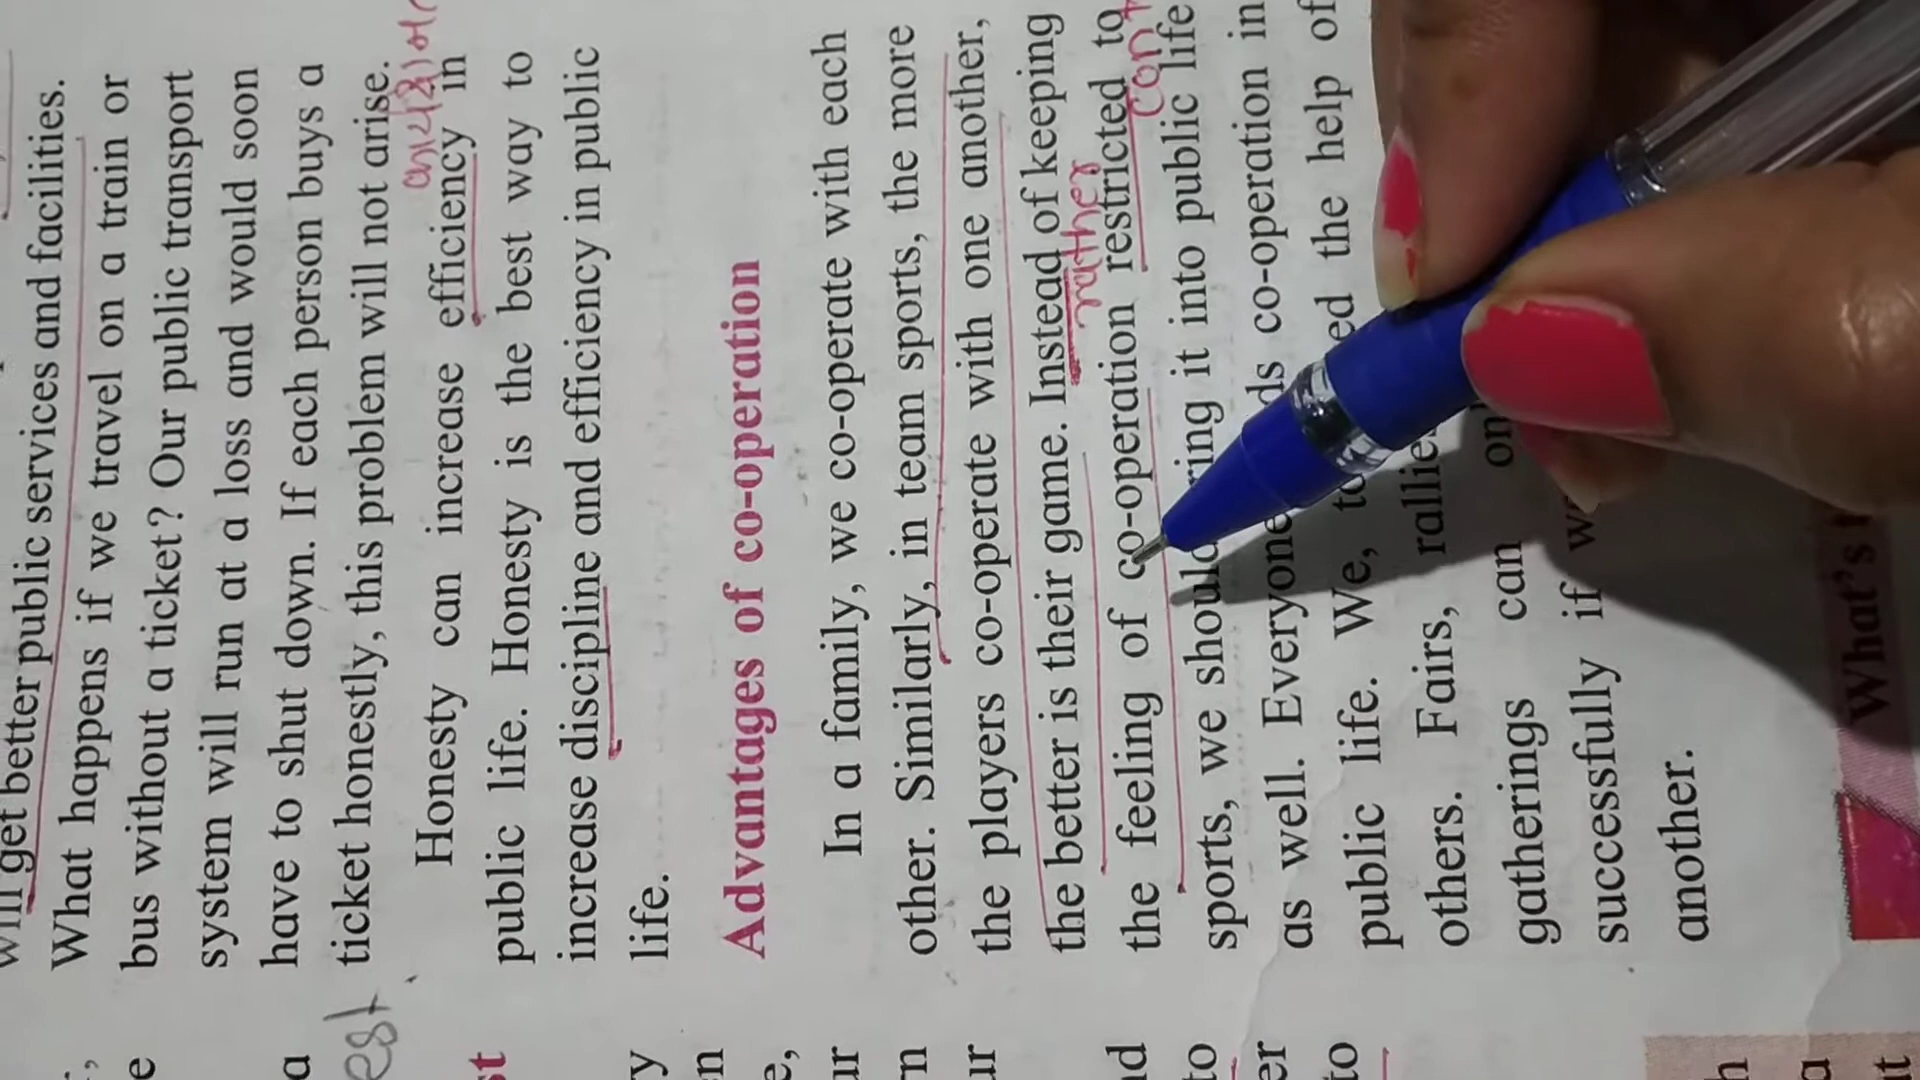 will get better public services and facilities.
What happens if we travel on a train or
bus without a ticket? Our public transport
system will run at a loss and would soon
have to shut down. If each person buys a
ticket honestly, this problem will not arise.
Honesty can increase efficiency in
public life. Honesty is the best way to
increase discipline and efficiency in public
life.
Advantages of co-operation
In a family, we co-operate with each
other. Similarly, in team sports, the more
the players co-operate with one another,
the better is their game. Instead of keeping
rather
the feeling of co-operation restricted to
cont
sports, we should bring it into public life
as well. Everyone ds co-operation in
public life. We, to ed the help of
others. Fairs, rallies
gatherings can on
successfully if we
another.
What's